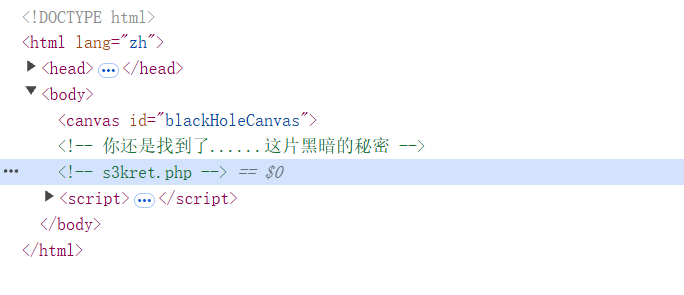 <!DOCTYPE html>
<html lang="zh">
<head> ... </head>
<body>
<canvas id="blackHoleCanvas">
<!-- 你还是找到了......这片黑暗的秘密 -->
... <!-- s3kret.php --> == $0
<script> ... </script>
</body>
</html>